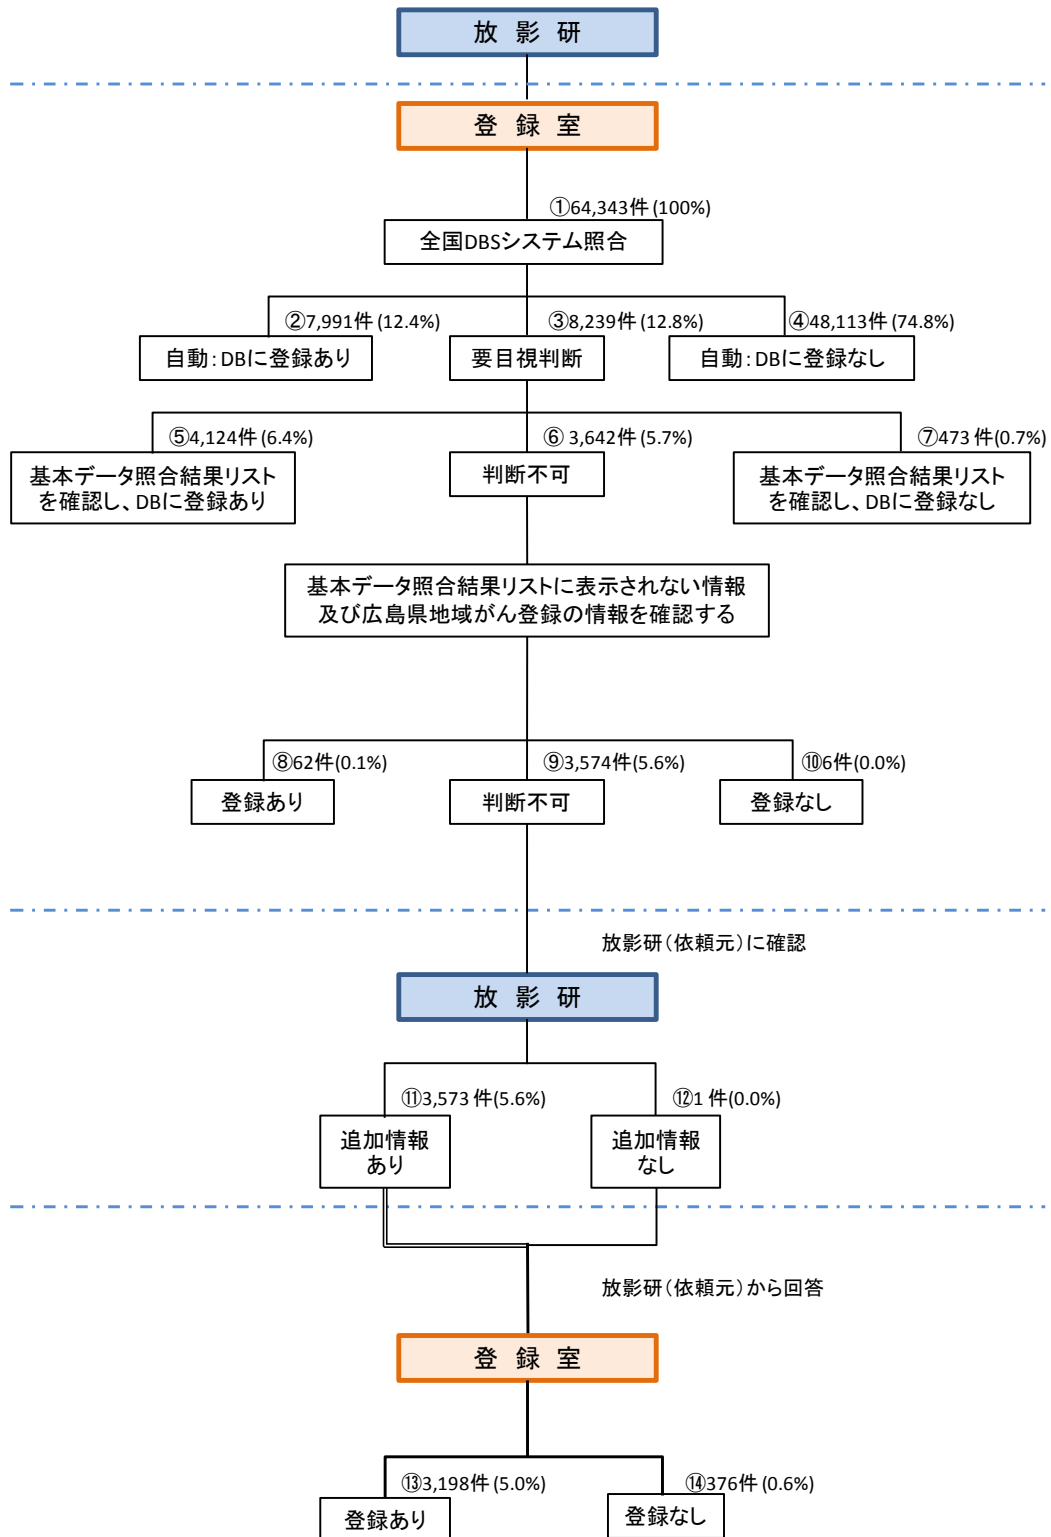 放 影 研
登 録 室
①64,343件(100%)
全国DBSシステム照合
②7,991件(12.4%)
③8,239件(12.8%)
④48,113件(74.8%)
自動：DBに登録あり
要目視判断
自動：DBに登録なし
⑤4,124件(6.4%)
⑥ 3,642件(5.7%)
⑦473 件(0.7%)
基本データ照合結果リスト
を確認し、DBに登録あり
判断不可
基本データ照合結果リスト
を確認し、DBに登録なし
基本データ照合結果リストに表示されない情報
及び広島県地域がん登録の情報を確認する
⑧62件(0.1%)
⑨3,574件(5.6%)
⑩6件(0.0%)
登録あり
判断不可
登録なし
放影研（依頼元）に確認
放 影 研
⑪3,573 件(5.6%)
⑫1 件(0.0%)
追加情報
あり
追加情報
なし
放影研（依頼元）から回答
登 録 室
⑬3,198件(5.0%)
⑭376件(0.6%)
登録あり
登録なし